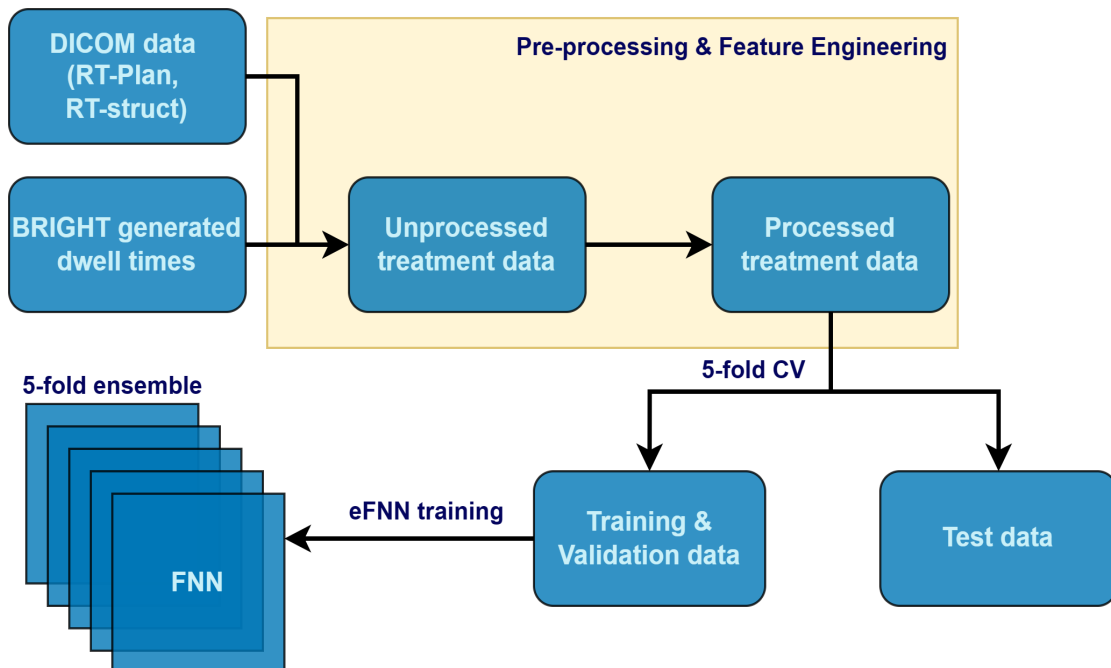 DICOM data
(RT-Plan,
RT-struct)
Pre-processing & Feature Engineering
BRIGHT generated
dwell times
Unprocessed
treatment data
Processed
treatment data
5-fold CV
5-fold ensemble
eFNN training
Training &
Validation data
Test data
FNN